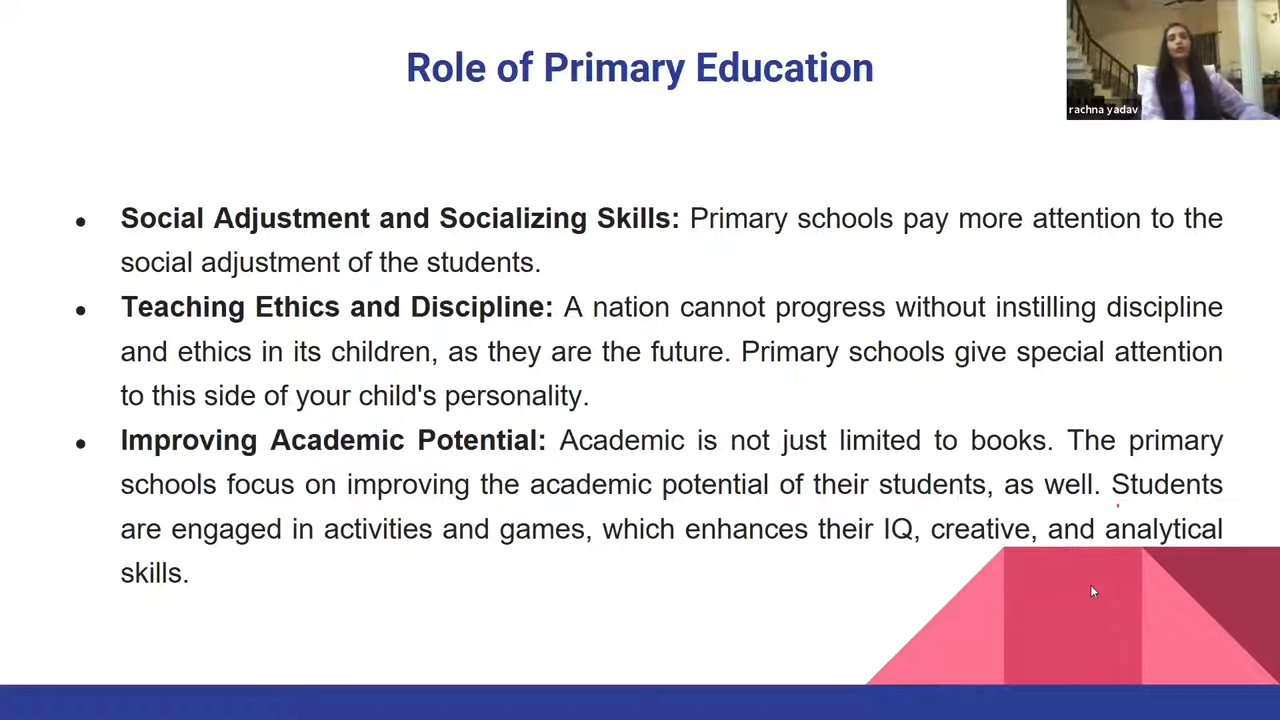 Role of Primary Education
rachna yadav
● Social Adjustment and Socializing Skills: Primary schools pay more attention to the
social adjustment of the students.
● Teaching Ethics and Discipline: A nation cannot progress without instilling discipline
and ethics in its children, as they are the future. Primary schools give special attention
to this side of your child's personality.
● Improving Academic Potential: Academic is not just limited to books. The primary
schools focus on improving the academic potential of their students, as well. Students
are engaged in activities and games, which enhances their IQ, creative, and analytical
skills.